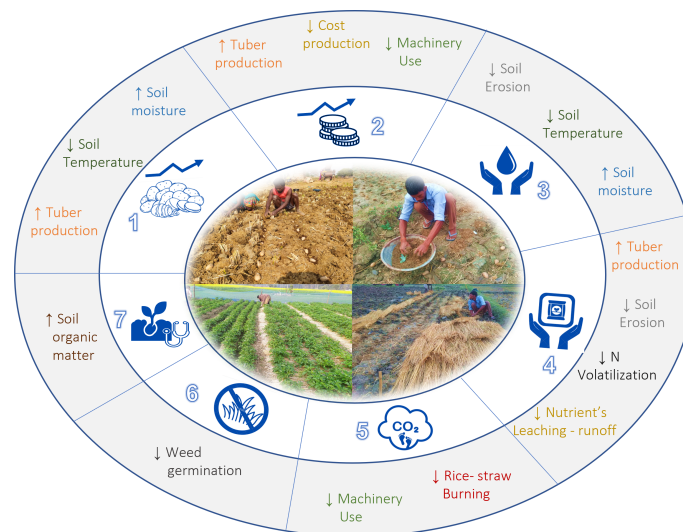 ↑ Soil
moisture
↓ Soil
Temperature
↑ Tuber
production
1
↑ Tuber
production
↓ Cost
production
↓ Machinery
Use
2
↓ Soil
Erosion
↓ Soil
Temperature
↑ Soil
moisture
3
↑ Tuber
production
↓ Soil
Erosion
↓ N
Volatilization
↓ Nutrient's
Leaching - runoff
4
CO₂
5
↓ Rice- straw
Burning
↓ Machinery
Use
6
↓ Weed
germination
7
↑ Soil
organic
matter